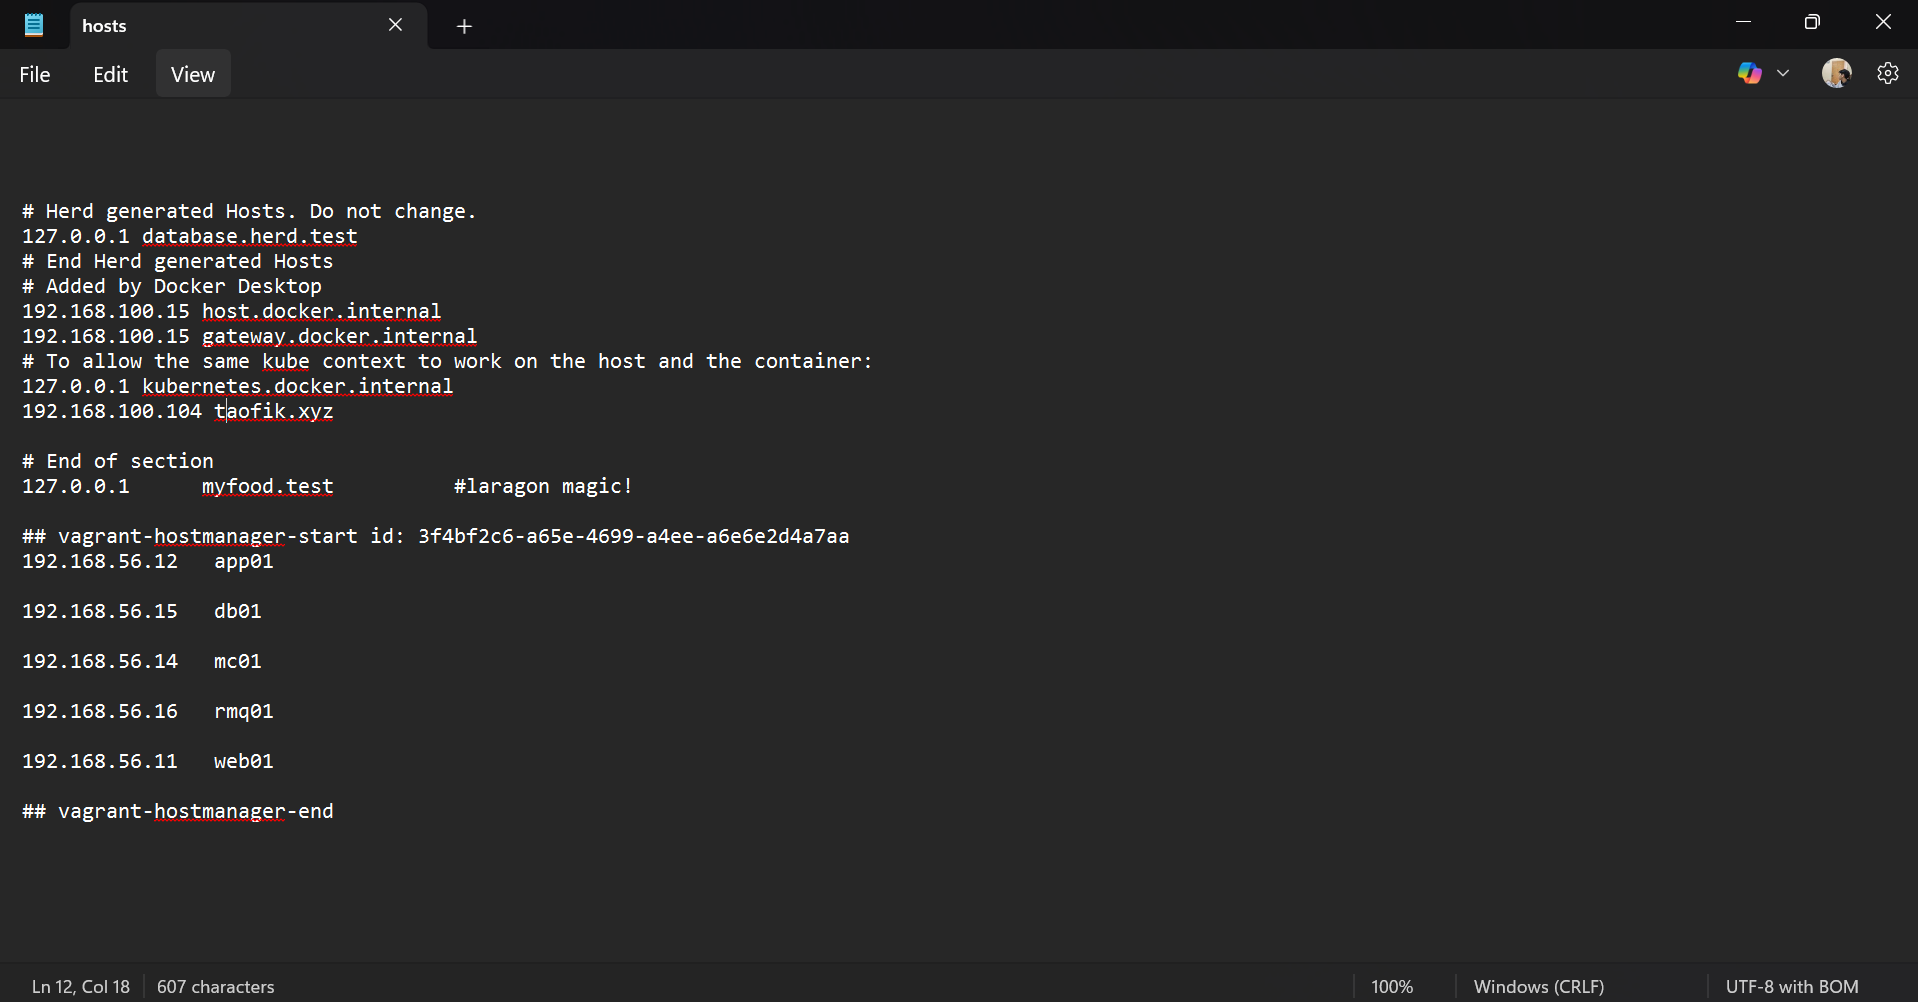 hosts
File Edit View
# Herd generated Hosts. Do not change.
127.0.0.1 database.herd.test
# End Herd generated Hosts
# Added by Docker Desktop
192.168.100.15 host.docker.internal
192.168.100.15 gateway.docker.internal
# To allow the same kube context to work on the host and the container:
127.0.0.1 kubernetes.docker.internal
192.168.100.104 taofik.xyz
# End of section
127.0.0.1 myfood.test #laragon magic!
## vagrant-hostmanager-start id: 3f4bf2c6-a65e-4699-a4ee-a6e6e2d4a7aa
192.168.56.12 app01
192.168.56.15 db01
192.168.56.14 mc01
192.168.56.16 rmq01
192.168.56.11 web01
## vagrant-hostmanager-end
Ln 12, Col 18 607 characters 100% Windows (CRLF) UTF-8 with BOM